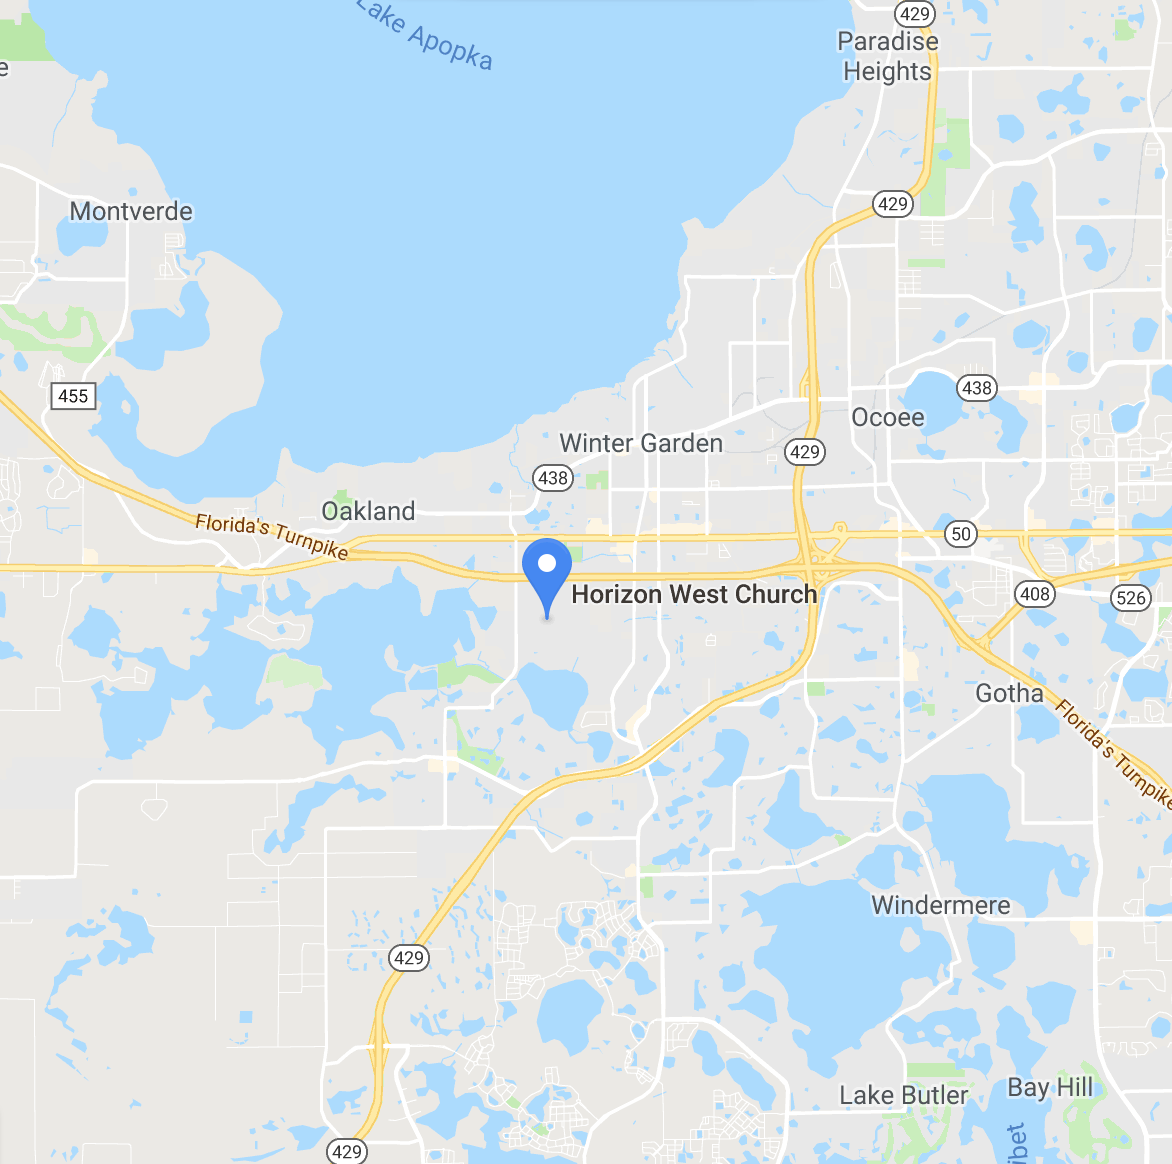 429
Lake Apopka
Paradise
Heights
e
429
Montverde
455
438
Ocoee
Winter Garden
429
438
Oakland
Florida's Turnpike
50
Horizon West Church
408
526
Gotha
Florida's Turnpike
Windermere
429
Lake Butler
Bay Hill
429